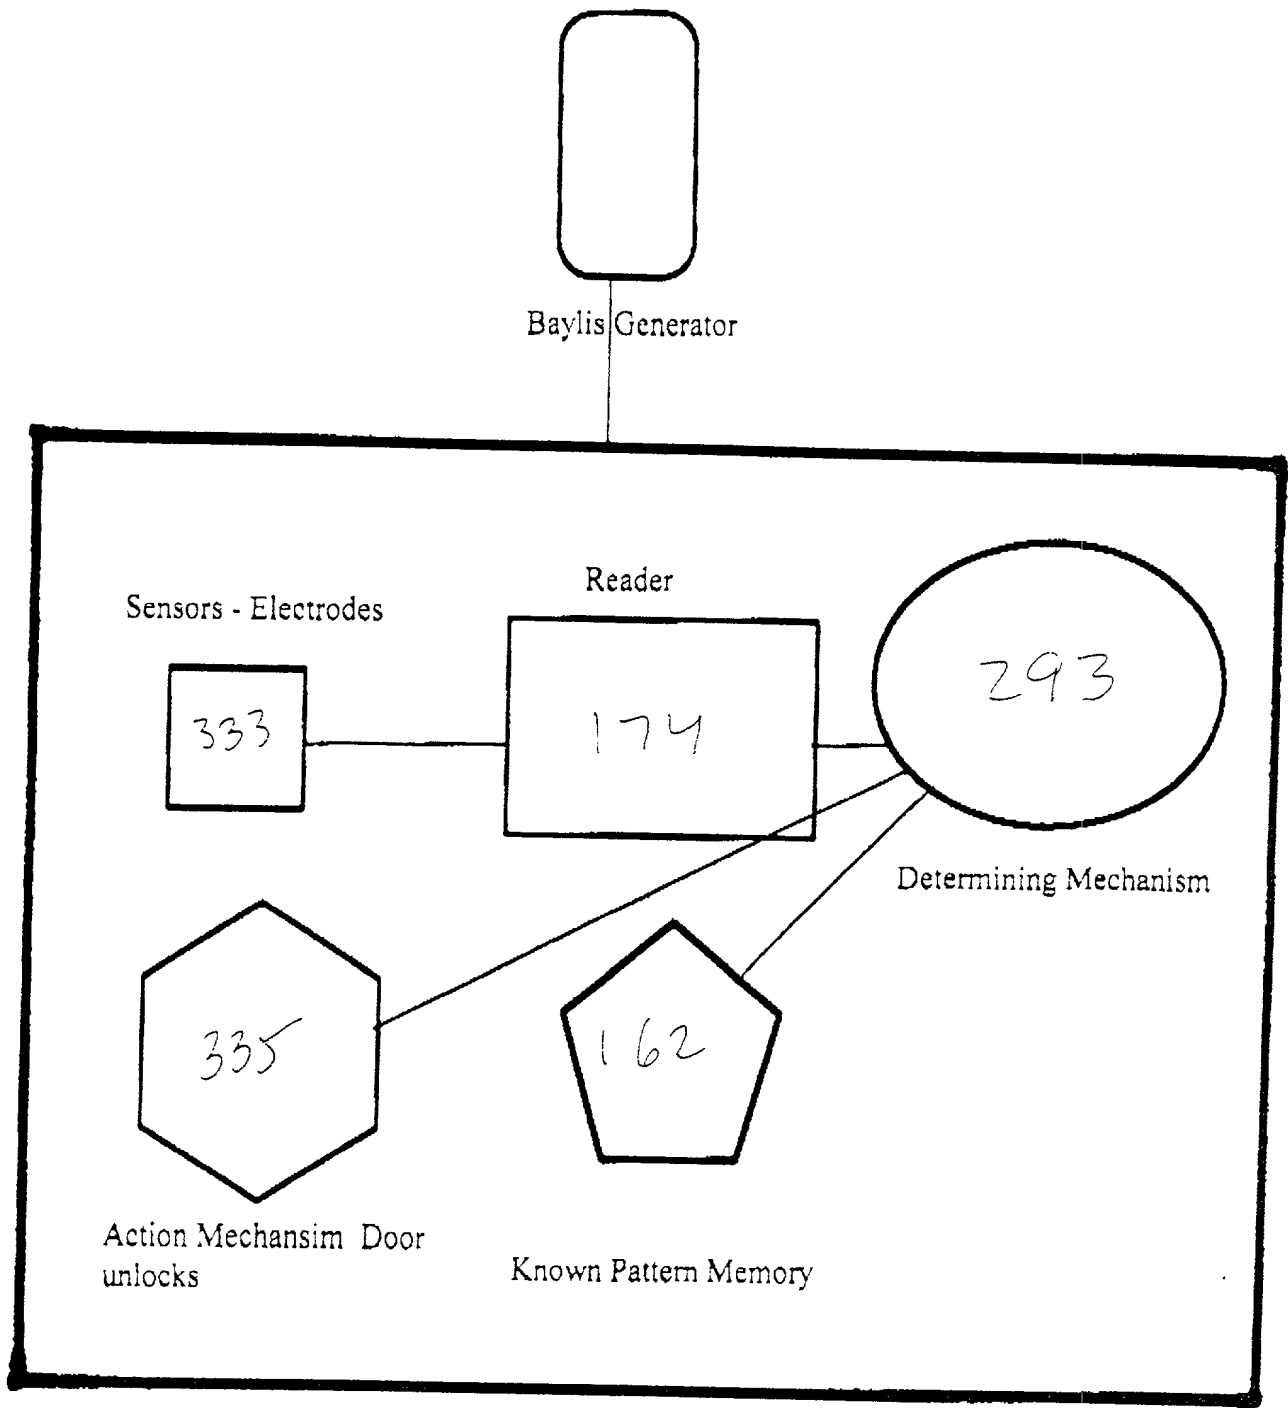 Baylis Generator
Reader
Sensors - Electrodes
293
174
333
Determining Mechanism
335
162
Action Mechansim Door
unlocks
Known Pattern Memory